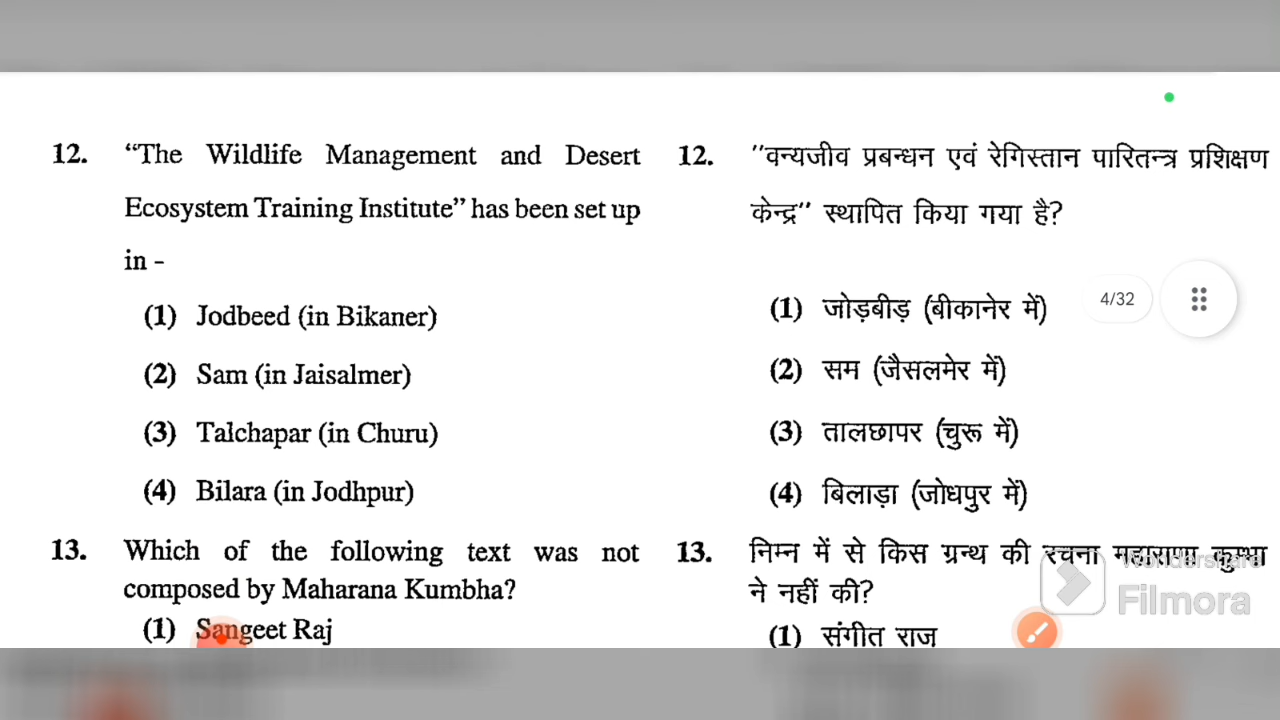 12. “The Wildlife Management and Desert
Ecosystem Training Institute” has been set up
in -
(1) Jodbeed (in Bikaner)
(2) Sam (in Jaisalmer)
(3) Talchapar (in Churu)
(4) Bilara (in Jodhpur)
13. Which of the following text was not
composed by Maharana Kumbha?
(1) Sangeet Raj
12. ”वन्यजीव प्रबन्धन एवं रेगिस्तान पारितन्त्र प्रशिक्षण
केन्द्र” स्थापित किया गया है?
(1) जोड़बीड़ (बीकानेर में)
(2) सम (जैसलमेर में)
(3) तालछापर (चुरू में)
(4) बिलाड़ा (जोधपुर में)
13. निम्न में से किस ग्रन्थ की रचना महाराणा कुम्भा
ने नहीं की?
(1) संगीत राज
4/32
Wondershare
Filmora